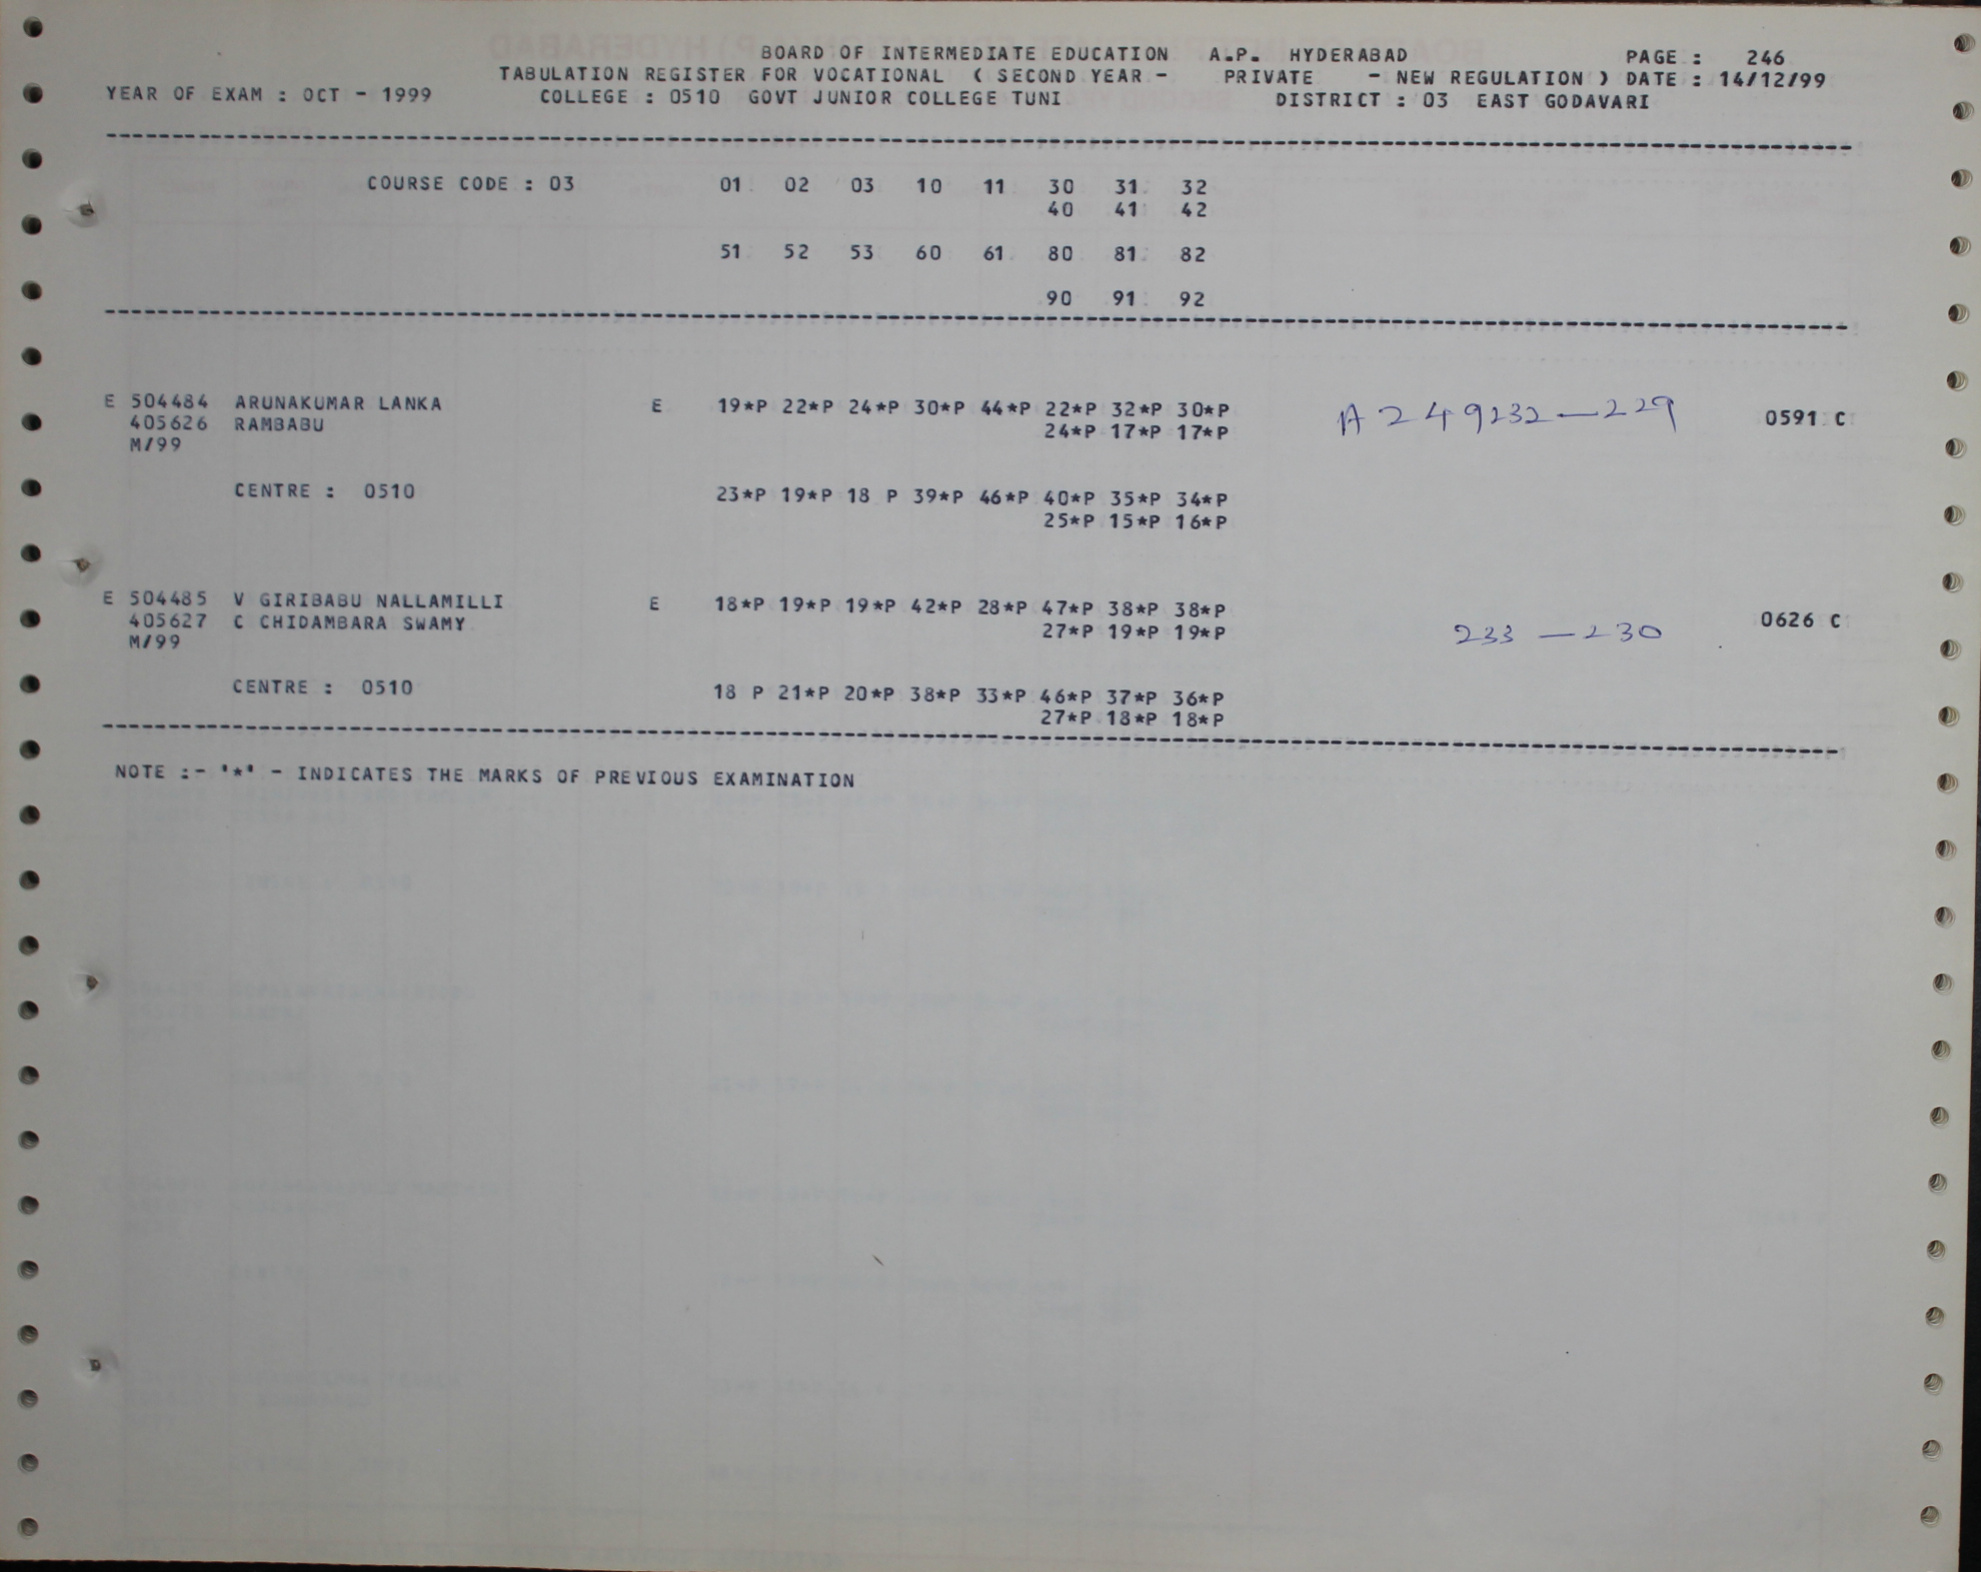 BOARD OF INTERMEDIATE EDUCATION A.P. HYDERABAD PAGE : 246
TABULATION REGISTER FOR VOCATIONAL ( SECOND YEAR - PRIVATE - NEW REGULATION ) DATE : 14/12/99
YEAR OF EXAM : OCT - 1999 COLLEGE : 0510 GOVT JUNIOR COLLEGE TUNI DISTRICT : 03 EAST GODAVARI
COURSE CODE : 03 01 02 03 10 11 30 31 32
40 41 42
51 52 53 60 61 80 81 82
90 91 92
E 504484 ARUNAKUMAR LANKA E 19*P 22*P 24*P 30*P 44*P 22*P 32*P 30*P A249232—229 0591 C
405626 RAMBABU 24*P 17*P 17*P
M/99
CENTRE : 0510 23*P 19*P 18 P 39*P 46*P 40*P 35*P 34*P
25*P 15*P 16*P
E 504485 V GIRIBABU NALLAMILLI E 18*P 19*P 19*P 42*P 28*P 47*P 38*P 38*P
405627 C CHIDAMBARA SWAMY 27*P 19*P 19*P 233 — 230 0626 C
M/99
CENTRE : 0510 18 P 21*P 20*P 38*P 33*P 46*P 37*P 36*P
27*P 18*P 18*P
NOTE :- '*' - INDICATES THE MARKS OF PREVIOUS EXAMINATION